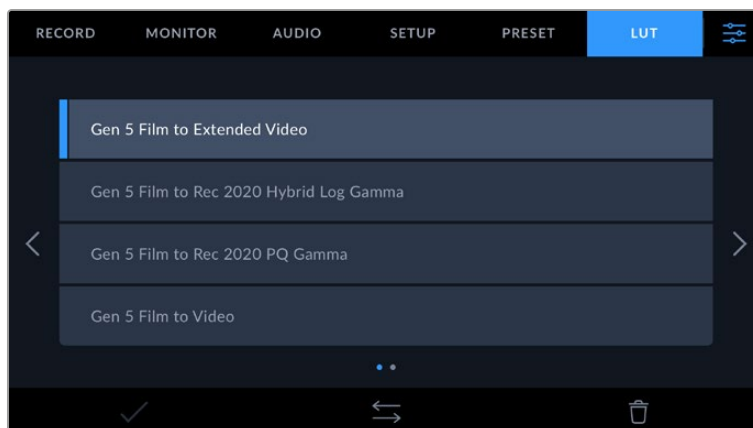 RECORD MONITOR AUDIO SETUP PRESET LUT
Gen 5 Film to Extended Video
Gen 5 Film to Rec 2020 Hybrid Log Gamma
Gen 5 Film to Rec 2020 PQ Gamma
Gen 5 Film to Video